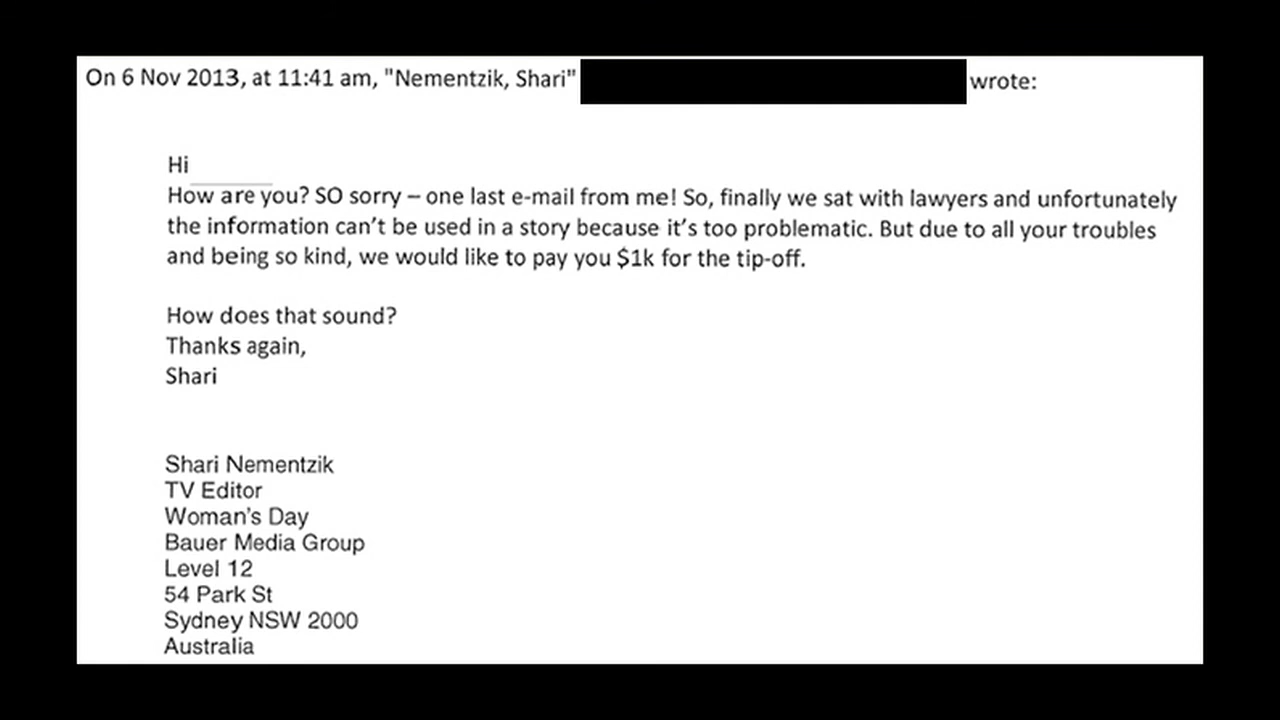 On 6 Nov 2013, at 11:41 am, "Nementzik, Shari" wrote:
Hi
How are you? SO sorry – one last e-mail from me! So, finally we sat with lawyers and unfortunately
the information can't be used in a story because it's too problematic. But due to all your troubles
and being so kind, we would like to pay you $1k for the tip-off.
How does that sound?
Thanks again,
Shari
Shari Nementzik
TV Editor
Woman's Day
Bauer Media Group
Level 12
54 Park St
Sydney NSW 2000
Australia